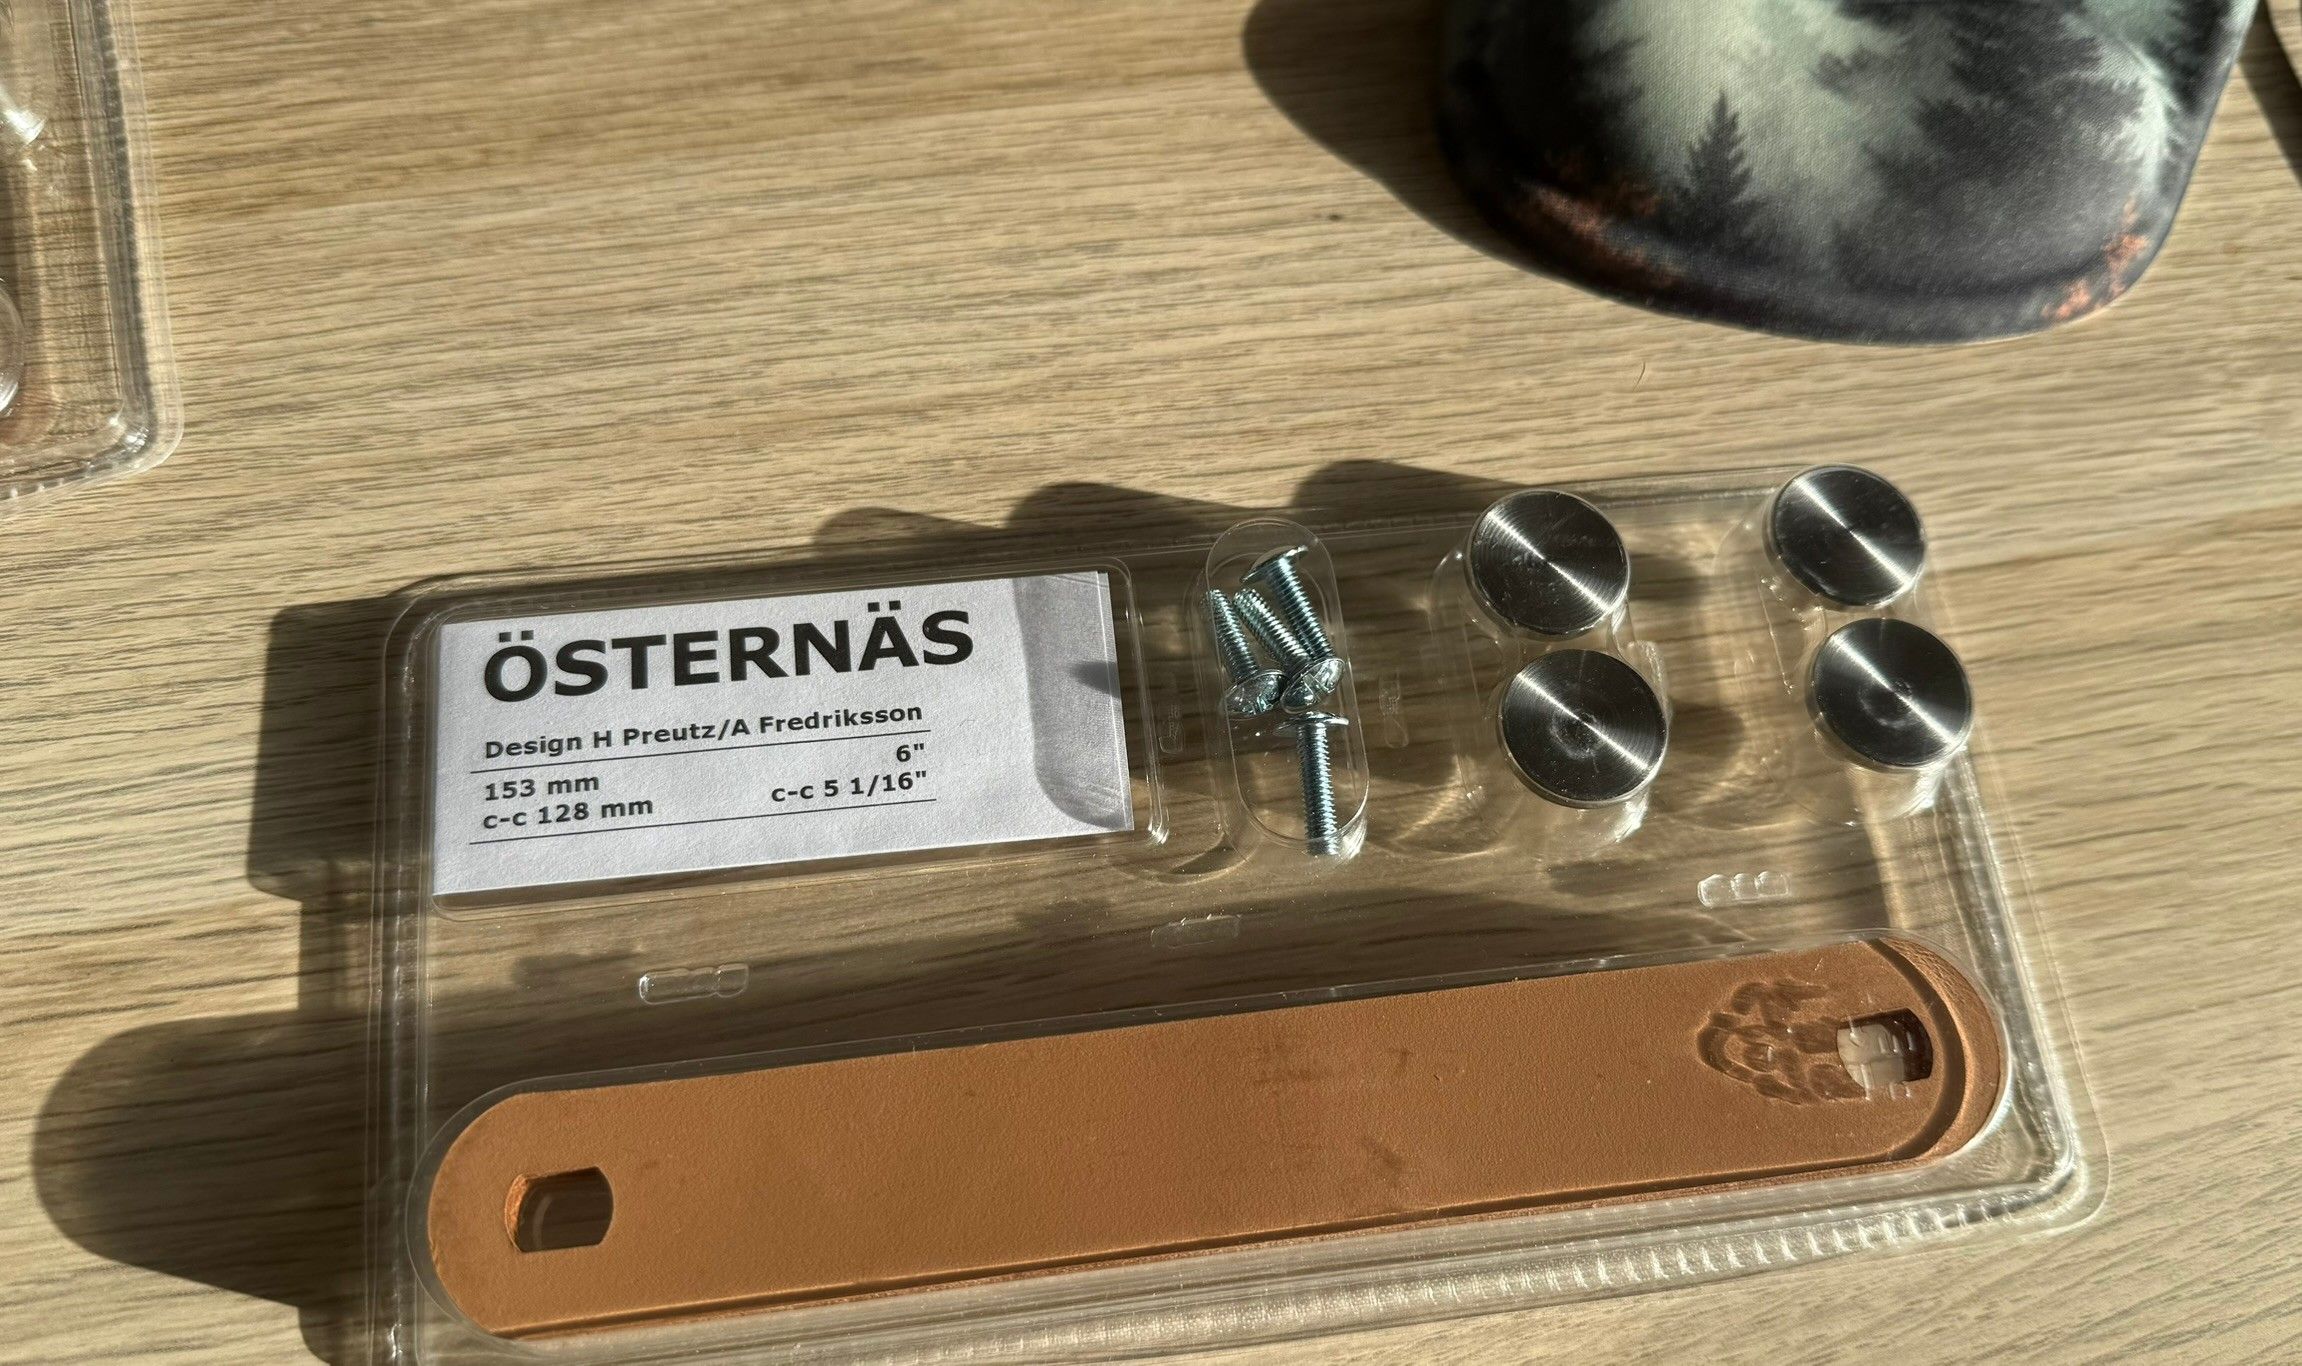 ÖSTERNÄS
Design H Preutz/A Fredriksson
153 mm 6"
c-c 128 mm c-c 5 1/16"